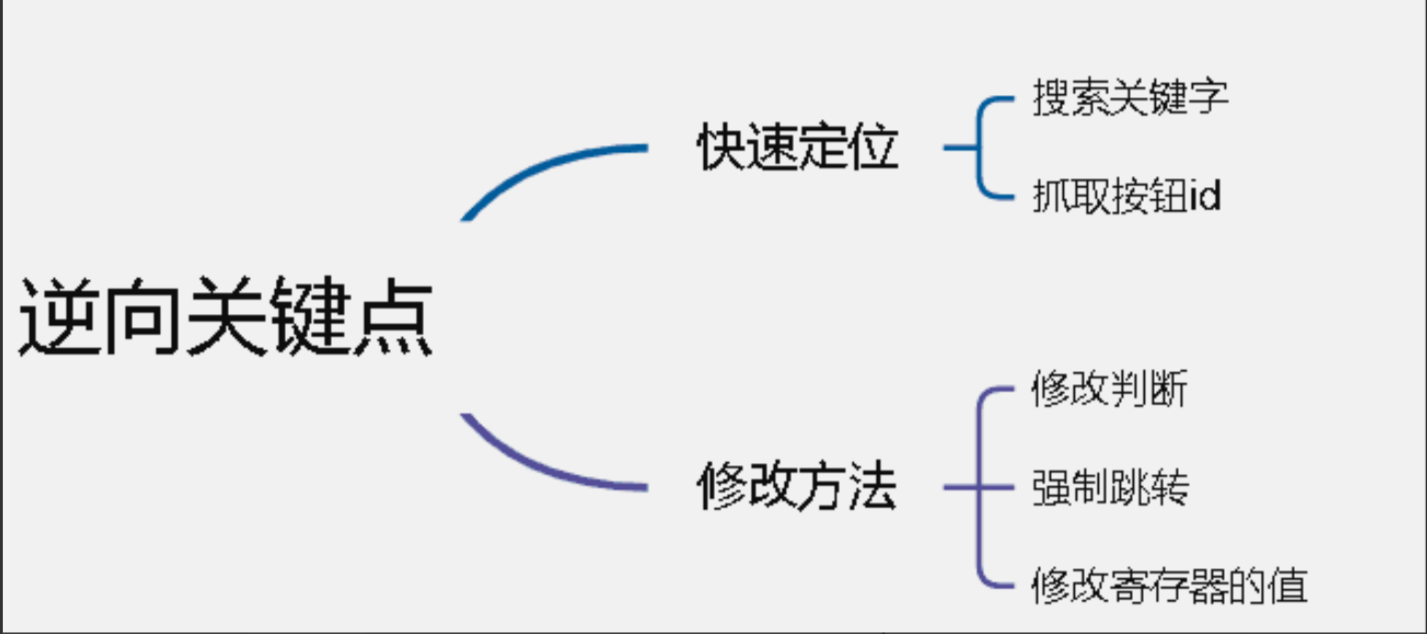 逆向关键点
快速定位
搜索关键字
抓取按钮id
修改方法
修改判断
强制跳转
修改寄存器的值